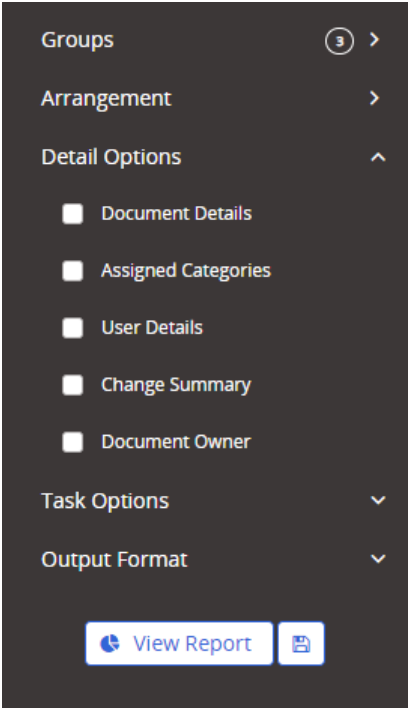 Groups 3
Arrangement
Detail Options
Document Details
Assigned Categories
User Details
Change Summary
Document Owner
Task Options
Output Format
View Report